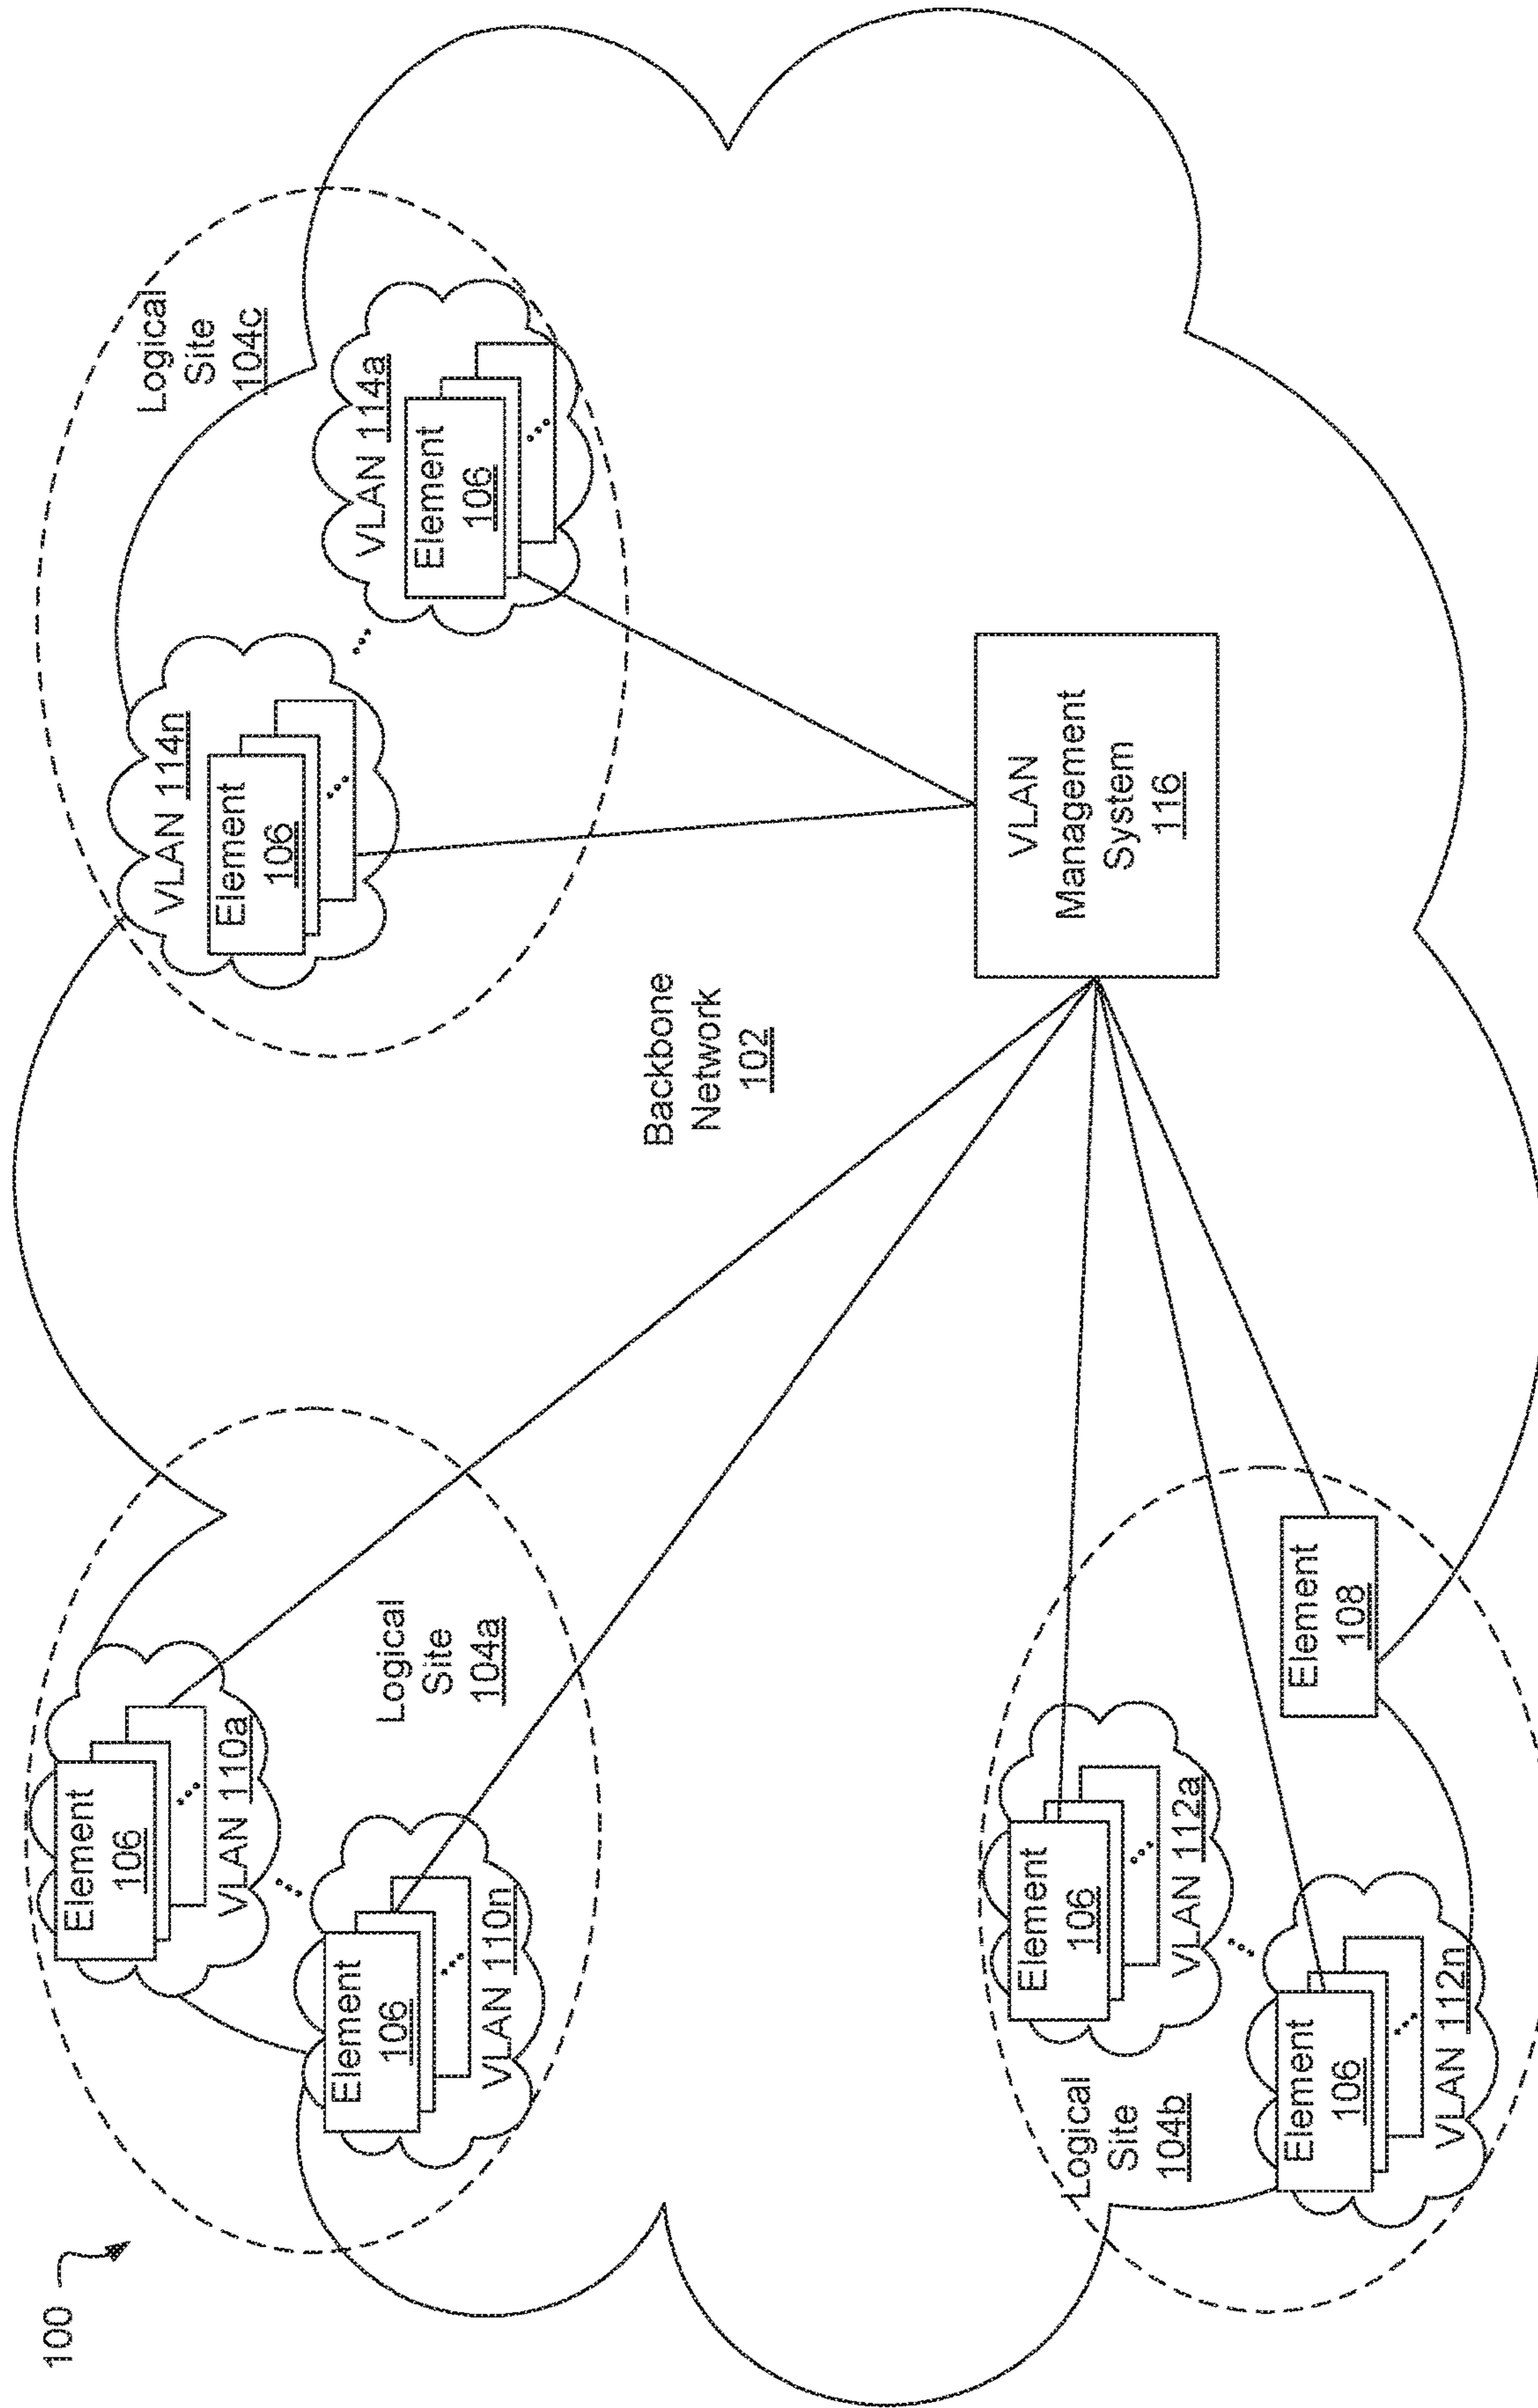 100
Element
106
VLAN 110a
Element
106
VLAN 110n
Logical
Site
104a
VLAN 114n
Element
106
VLAN 114a
Element
106
Logical
Site
104c
Backbone
Network
102
Logical
Site
104b
Element
106
VLAN 112a
Element
106
VLAN 112n
Element
108
VLAN
Management
System
116